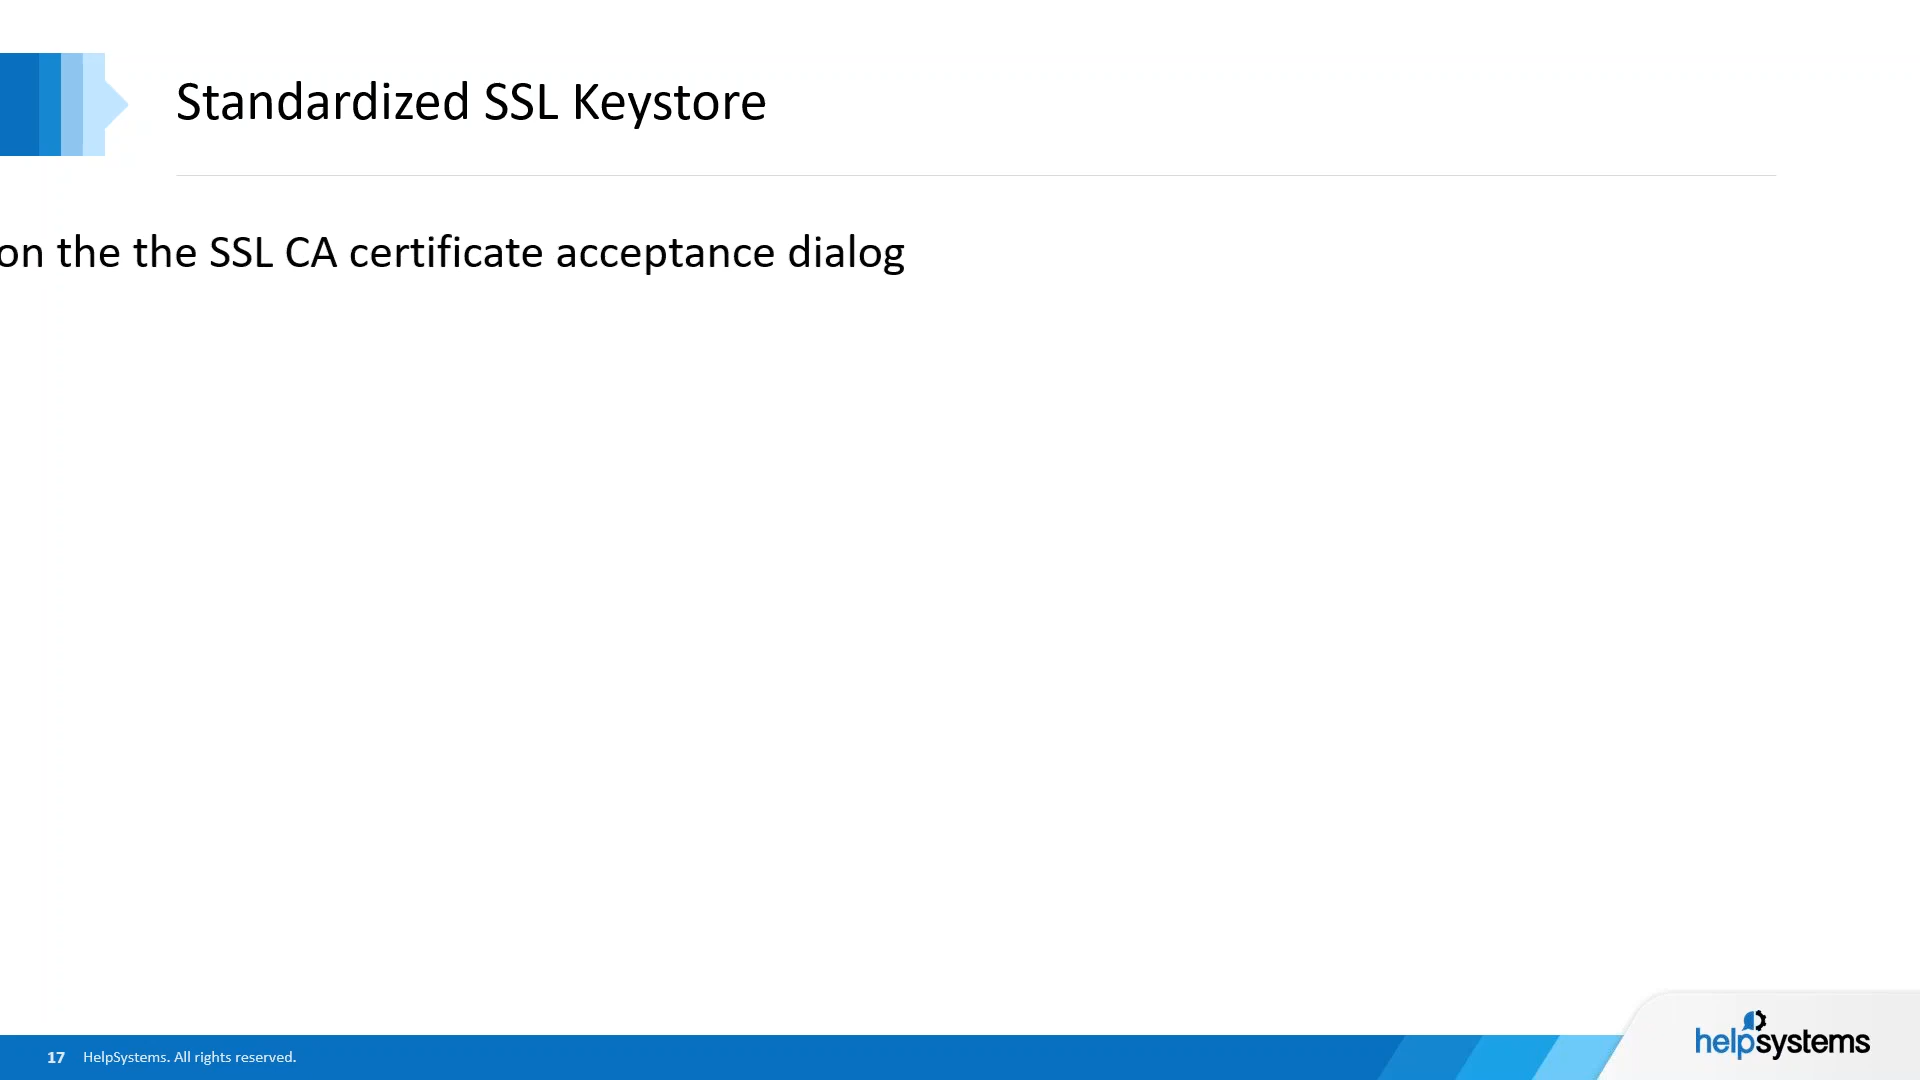 Standardized SSL Keystore
on the the SSL CA certificate acceptance dialog
17 HelpSystems. All rights reserved.
helpsystems